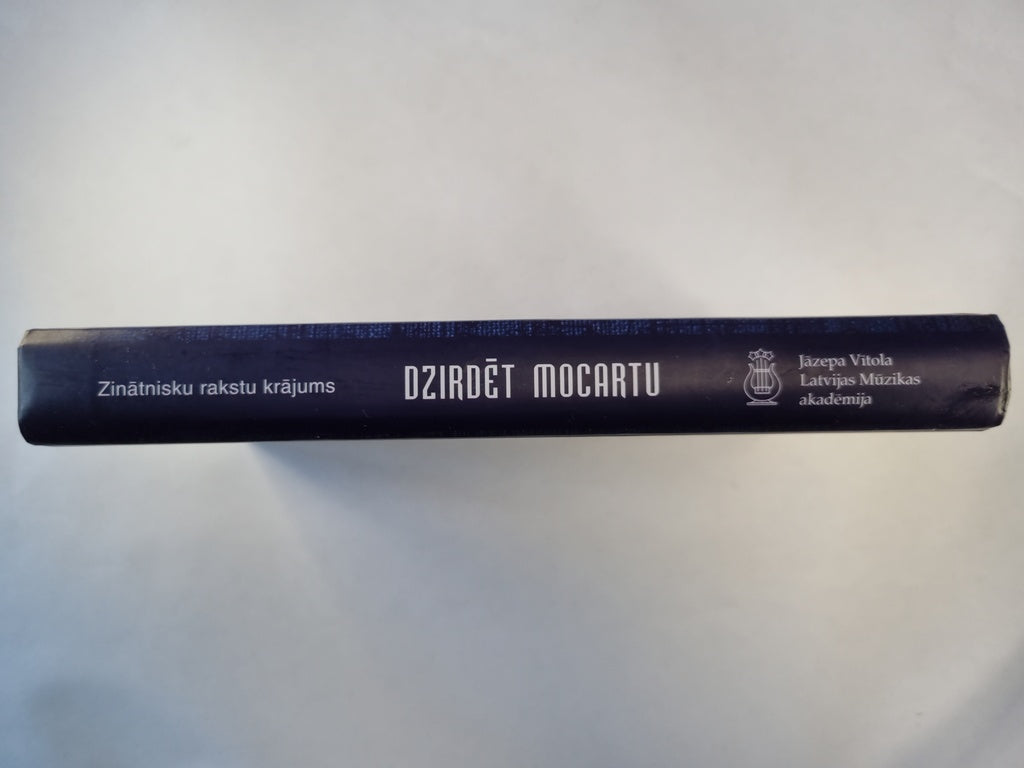 Zinātnisku rakstu krājums
DZIRDĒT MOCARTU
Jāzepa Vītola
Latvijas Mūzikas
akadēmija